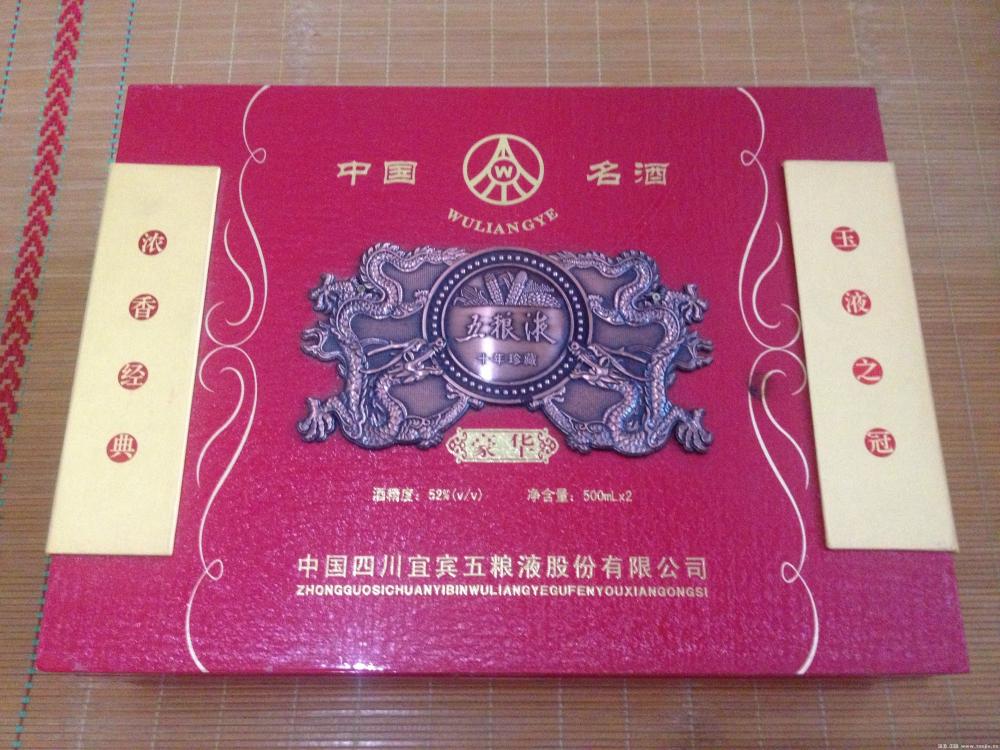 中国 名酒
W
WULIANGYE
浓香经典
玉液之冠
五粮液
十年珍藏
豪华
酒精度：52%(v/v) 净含量：500mLx2
中国四川宜宾五粮液股份有限公司
ZHONGGUOSICHUANYIBINWULIANGYEGUFENYOUXIANGONGSI